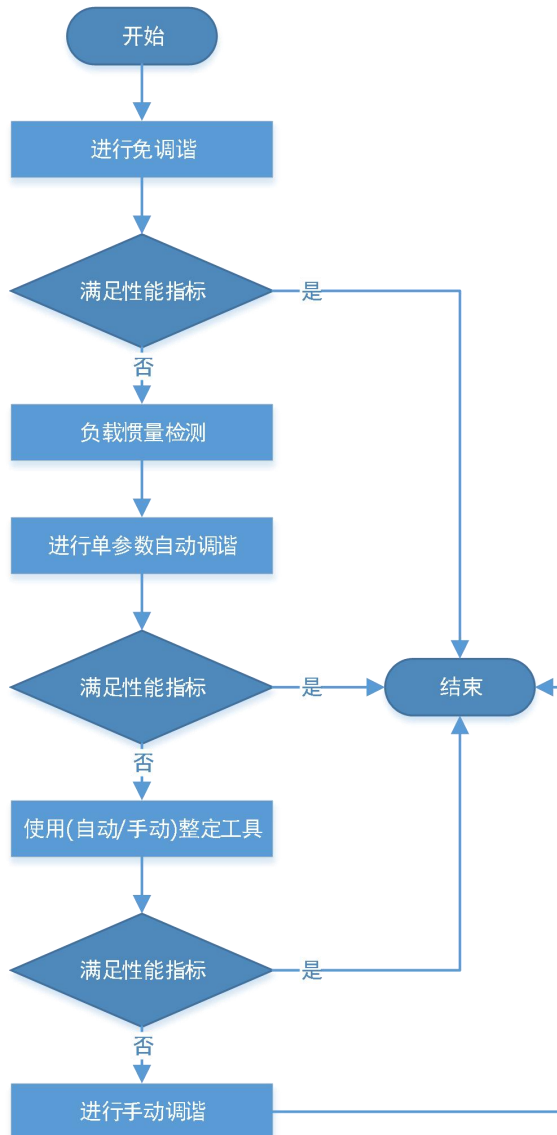 开始
进行免调谐
满足性能指标
是
否
负载惯量检测
进行单参数自动调谐
满足性能指标
是
结束
否
使用(自动/手动)整定工具
满足性能指标
是
否
进行手动调谐